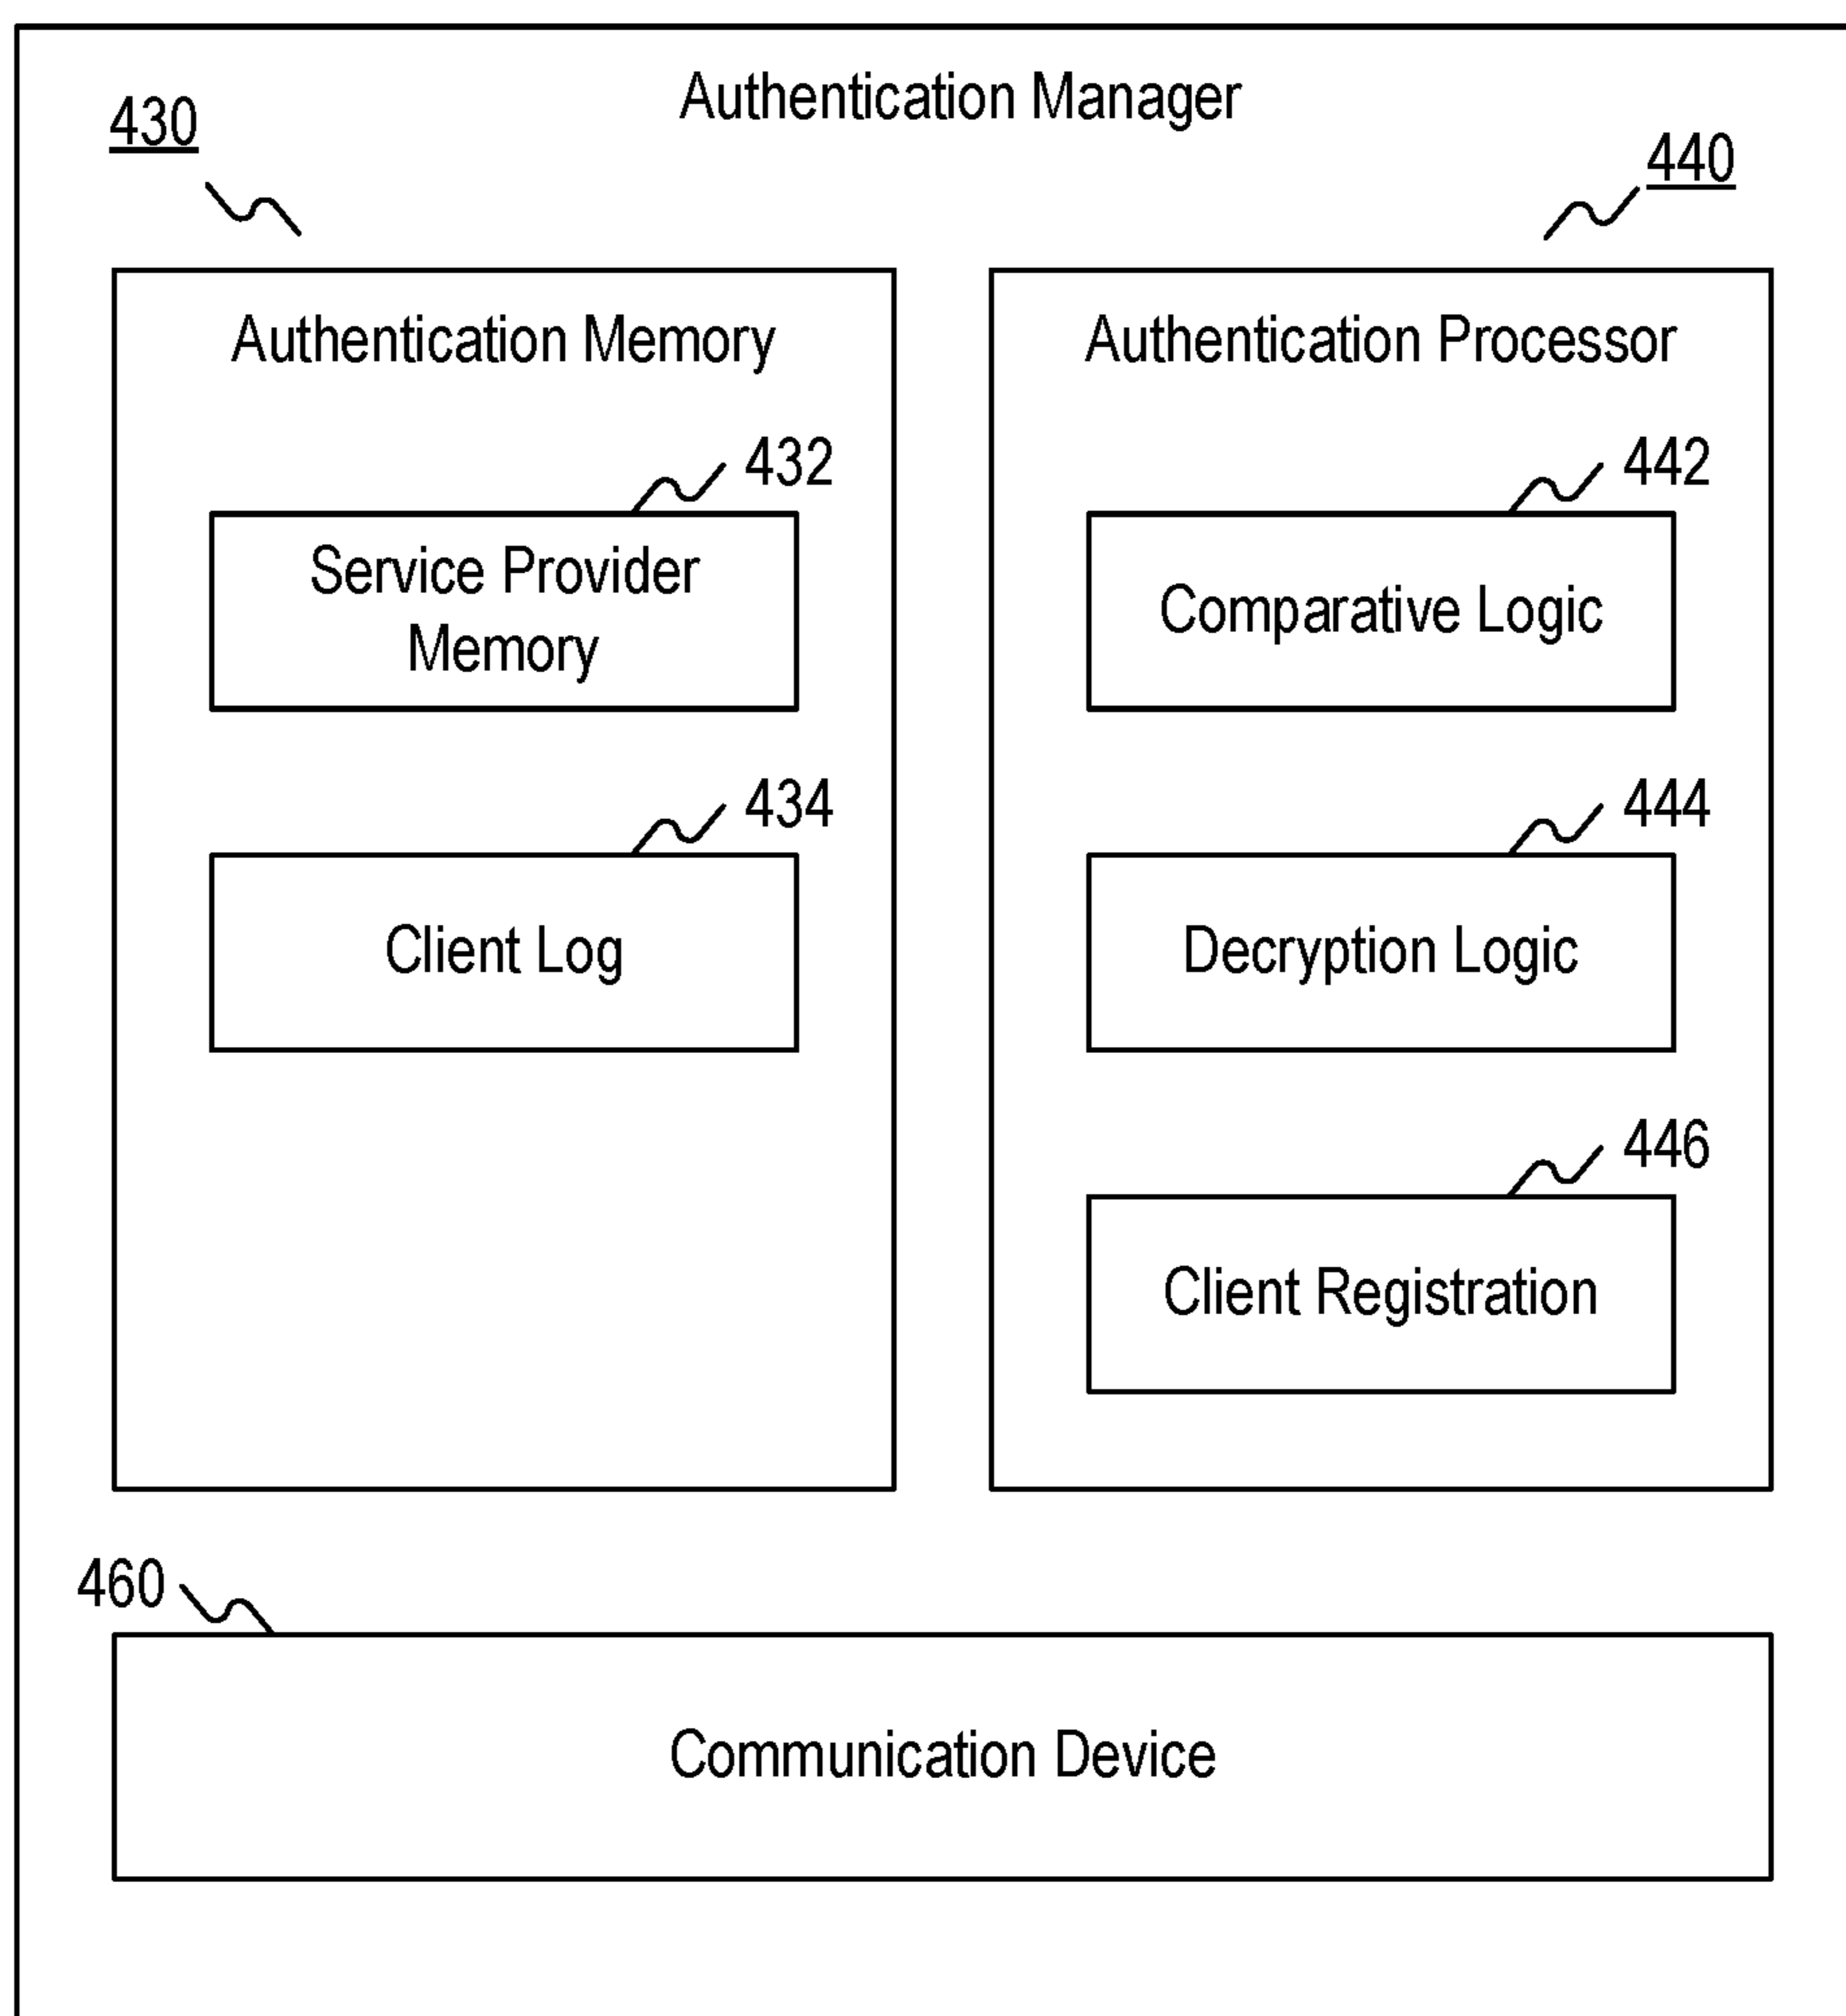 Authentication Manager
430
440
Authentication Memory
432
Service Provider
Memory
434
Client Log
Authentication Processor
442
Comparative Logic
444
Decryption Logic
446
Client Registration
460
Communication Device